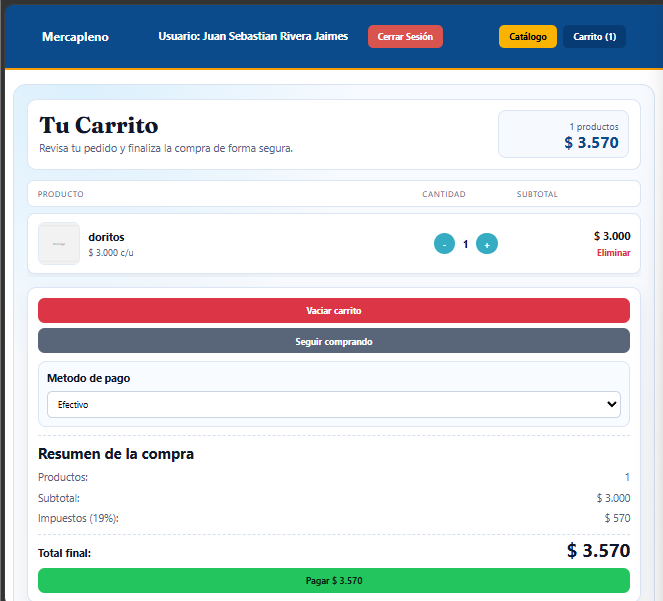 Mercapleno
Usuario: Juan Sebastian Rivera Jaimes
Cerrar Sesión
Catálogo
Carrito (1)
Tu Carrito
Revisa tu pedido y finaliza la compra de forma segura.
1 productos
$ 3.570
PRODUCTO
CANTIDAD
SUBTOTAL
doritos
$ 3.000 c/u
- 1 +
$ 3.000
Eliminar
Vaciar carrito
Seguir comprando
Metodo de pago
Efectivo
Resumen de la compra
Productos: 1
Subtotal: $ 3.000
Impuestos (19%): $ 570
Total final: $ 3.570
Pagar $ 3.570